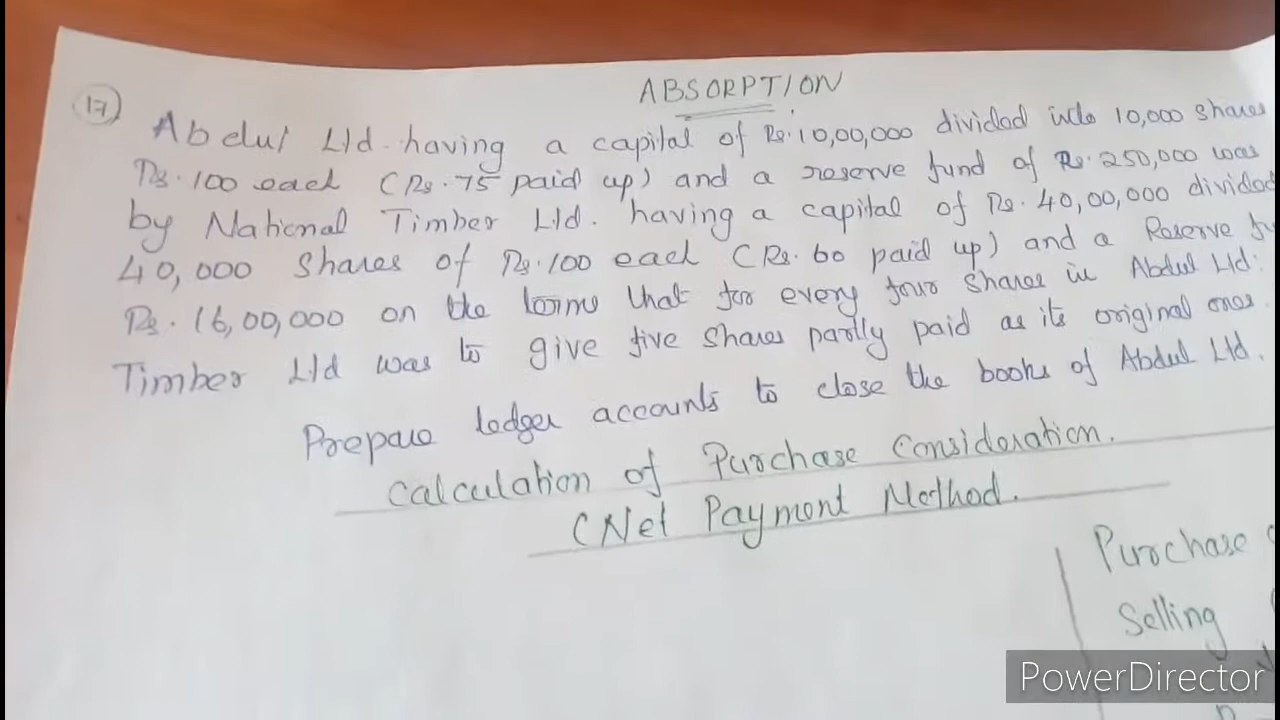 17 ABSORPTION
Abdul Ltd. having a capital of Rs. 10,00,000 divided into 10,000 shares
Rs. 100 each (Rs. 75 paid up) and a reserve fund of Rs. 250,000 was
by National Timber Ltd. having a capital of Rs. 40,00,000 divided
40,000 shares of Rs. 100 each (Rs. 60 paid up) and a Reserve fu
Rs. 16,00,000 on the terms that for every four shares in Abdul Ltd.
Timber Ltd was to give five shares partly paid as its original ones.
Prepare ledger accounts to close the books of Abdul Ltd.
Calculation of Purchase Consideration.
(Net Payment Method.
Purchase
Selling
PowerDirector